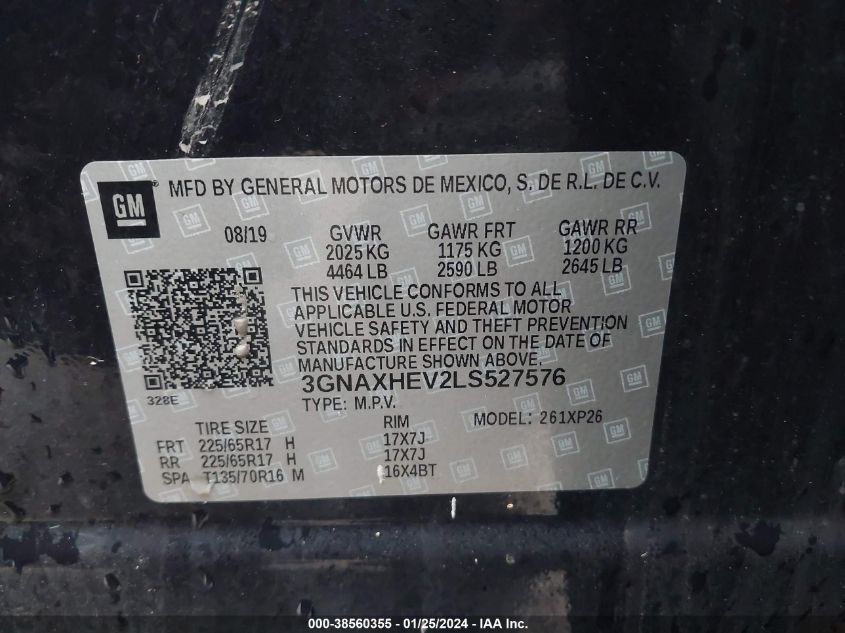 GM ® MFD BY GENERAL MOTORS DE MEXICO, S. DE R.L. DE C.V.
08/19 GVWR GAWR FRT GAWR RR
2025 KG 1175 KG 1200 KG
4464 LB 2590 LB 2645 LB
THIS VEHICLE CONFORMS TO ALL
APPLICABLE U.S. FEDERAL MOTOR
VEHICLE SAFETY AND THEFT PREVENTION
STANDARDS IN EFFECT ON THE DATE OF
MANUFACTURE SHOWN ABOVE.
3GNAXHEV2LS527576
328E TYPE: M.P.V. MODEL: 261XP26
TIRE SIZE RIM
FRT 225/65R17 H 17X7J
RR 225/65R17 H 17X7J
SPA T135/70R16 M 16X4BT
000-38560355 - 01/25/2024 - IAA Inc.